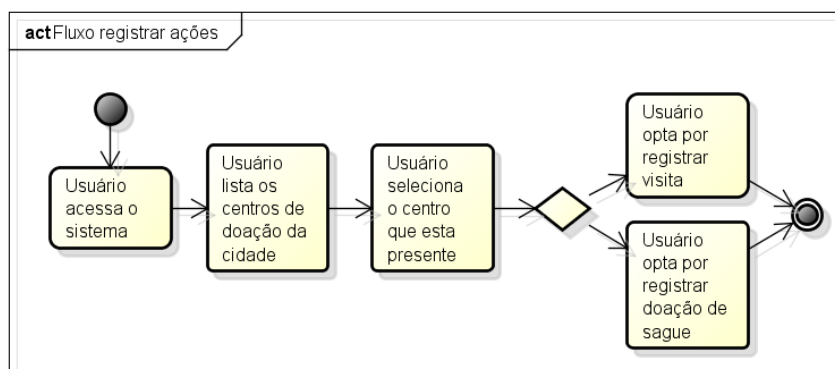 act Fluxo registrar ações
Usuário
acessa o
sistema
Usuário
lista os
centros de
doação da
cidade
Usuário
seleciona
o centro
que esta
presente
Usuário
opta por
registrar
visita
Usuário
opta por
registrar
doação de
sague